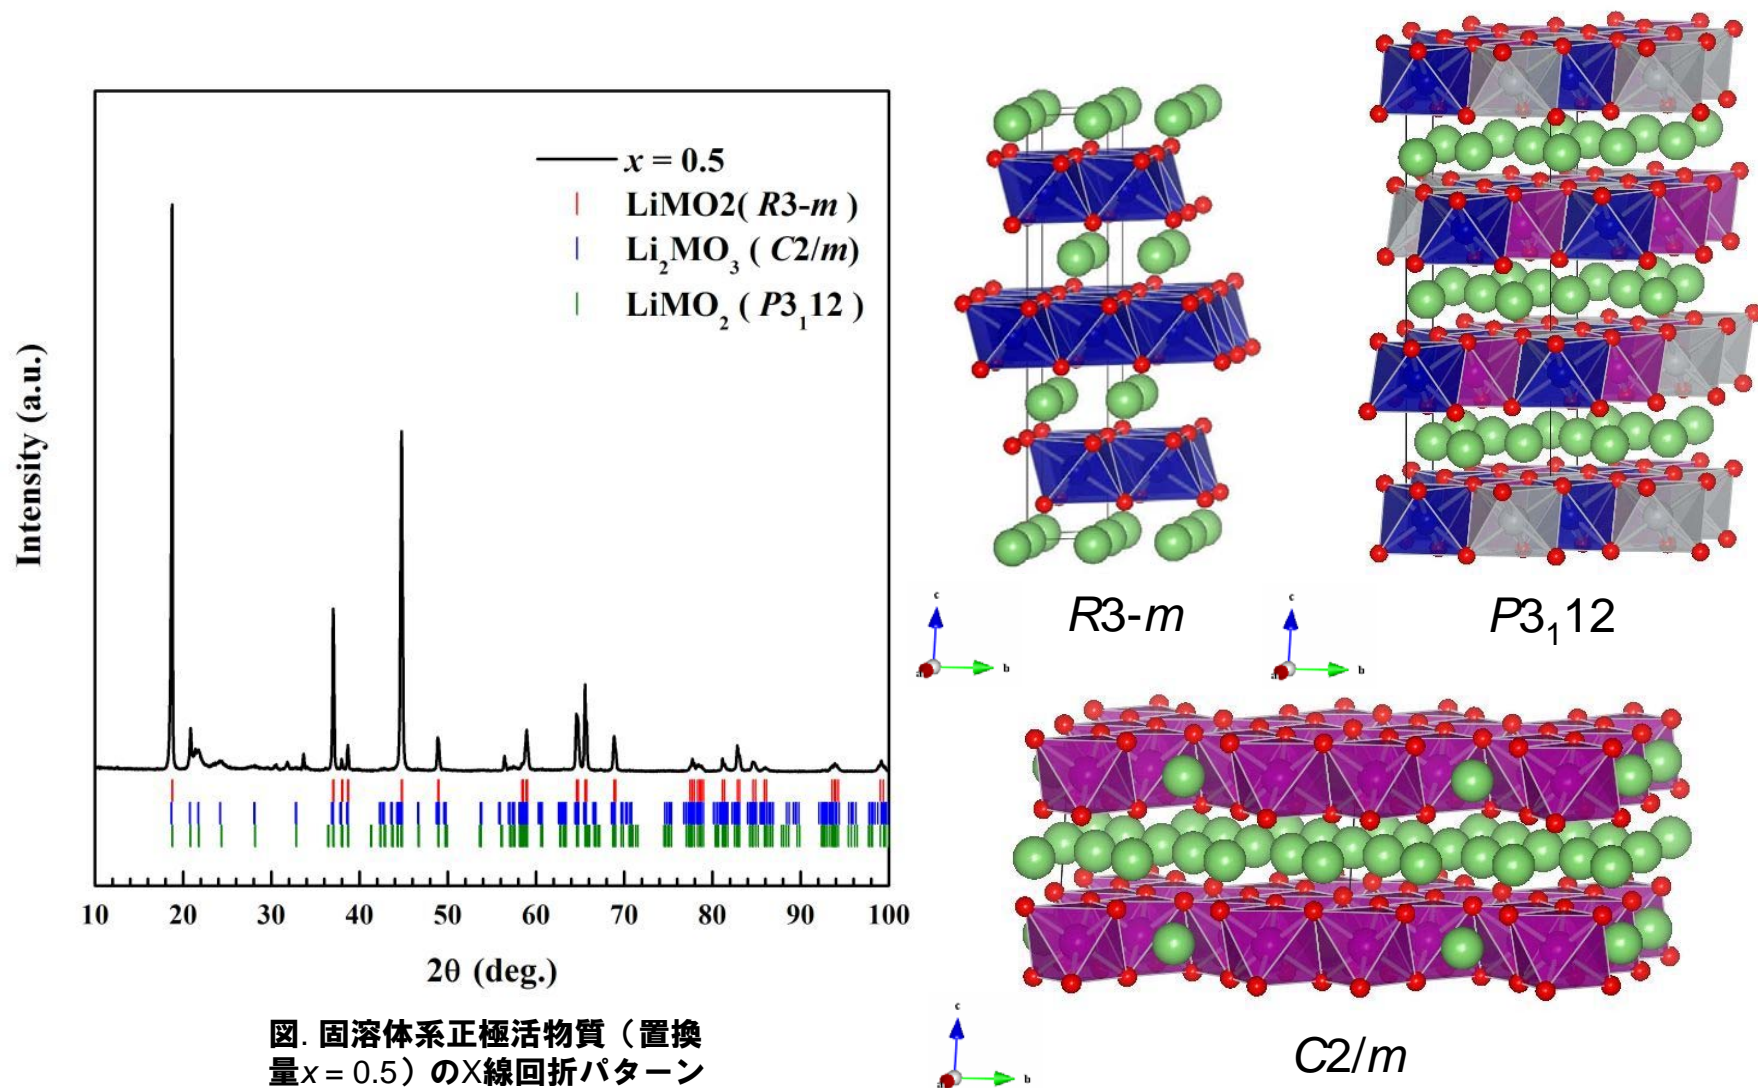 x = 0.5
LiMO2( R3-m )
Li₂MO₃ ( C2/m)
LiMO₂ ( P3₁12 )
Intensity (a.u.)
10 20 30 40 50 60 70 80 90 100
2θ (deg.)
図. 固溶体系正極活物質（置換
量x = 0.5）のX線回折パターン
c
a b
R3-m
c
a b
P3₁12
c
a b
C2/m